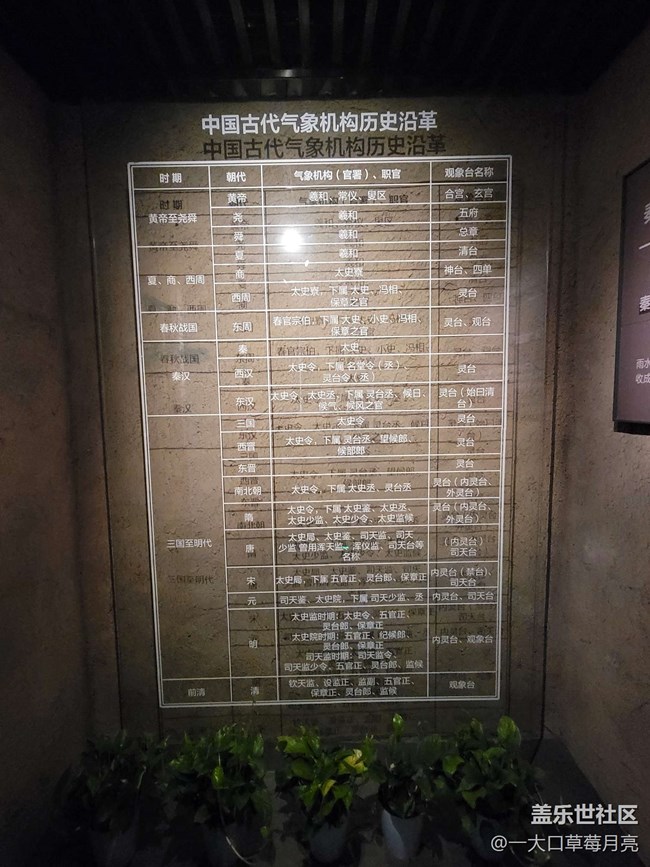 中国古代气象机构历史沿革
时 期 朝代 气象机构（官署）、职官 观象台名称
黄帝至尧舜 黄帝 羲和、常仪、臾区 合宫、玄官
尧 羲和 五府
舜 羲和 总章
夏、商、西周 夏 羲和 清台
商 太史寮 神台、四单
西周 太史寮，下属 太史、冯相、
保章之官 灵台
春秋战国 东周 春官宗伯，下属 大史、小史、冯相、
保章之官 灵台、观台
秦汉 秦 太史
西汉 太史令，下属 名堂令（丞）
灵台令（丞） 灵台
东汉 太史令、太史丞，下属 灵台丞、候日、
候气、候风之官 灵台（始曰清
台）
三国至明代 三国 太史令 灵台
西晋 太史令，下属 灵台丞、望候郎、
候部郎 灵台
东晋 灵台
南北朝 太史令，下属 太史丞、灵台丞 灵台（内灵台、
外灵台）
隋 太史令，下属 太史鉴、太史丞、
太史少监、太史少令、太史监候 灵台（内灵台、
外灵台）
唐 太史局、太史鉴、司天监、司天
少监 曾用浑天监、浑仪监、司天台等
名称 （内灵台）
司天台
宋 太史局，下属 五官正、灵台郎、保章正 内灵台（禁台）、
司天台
元 司天鉴、太史院，下属 司天少监、丞 内灵台、司天台
明 太史监时期：太史令、五官正、
灵台郎、保章正
太史院时期：五官正、纪候郎、
灵台郎、保章正
司天监时期：司天监令、
司天监少令、五官正、灵台郎、监候 内灵台、观象台
前清 清 钦天监，设监正、监副、五官正、
保章正、灵台郎、监候 观象台
雨水
收成
盖乐世社区
@一大口草莓月亮